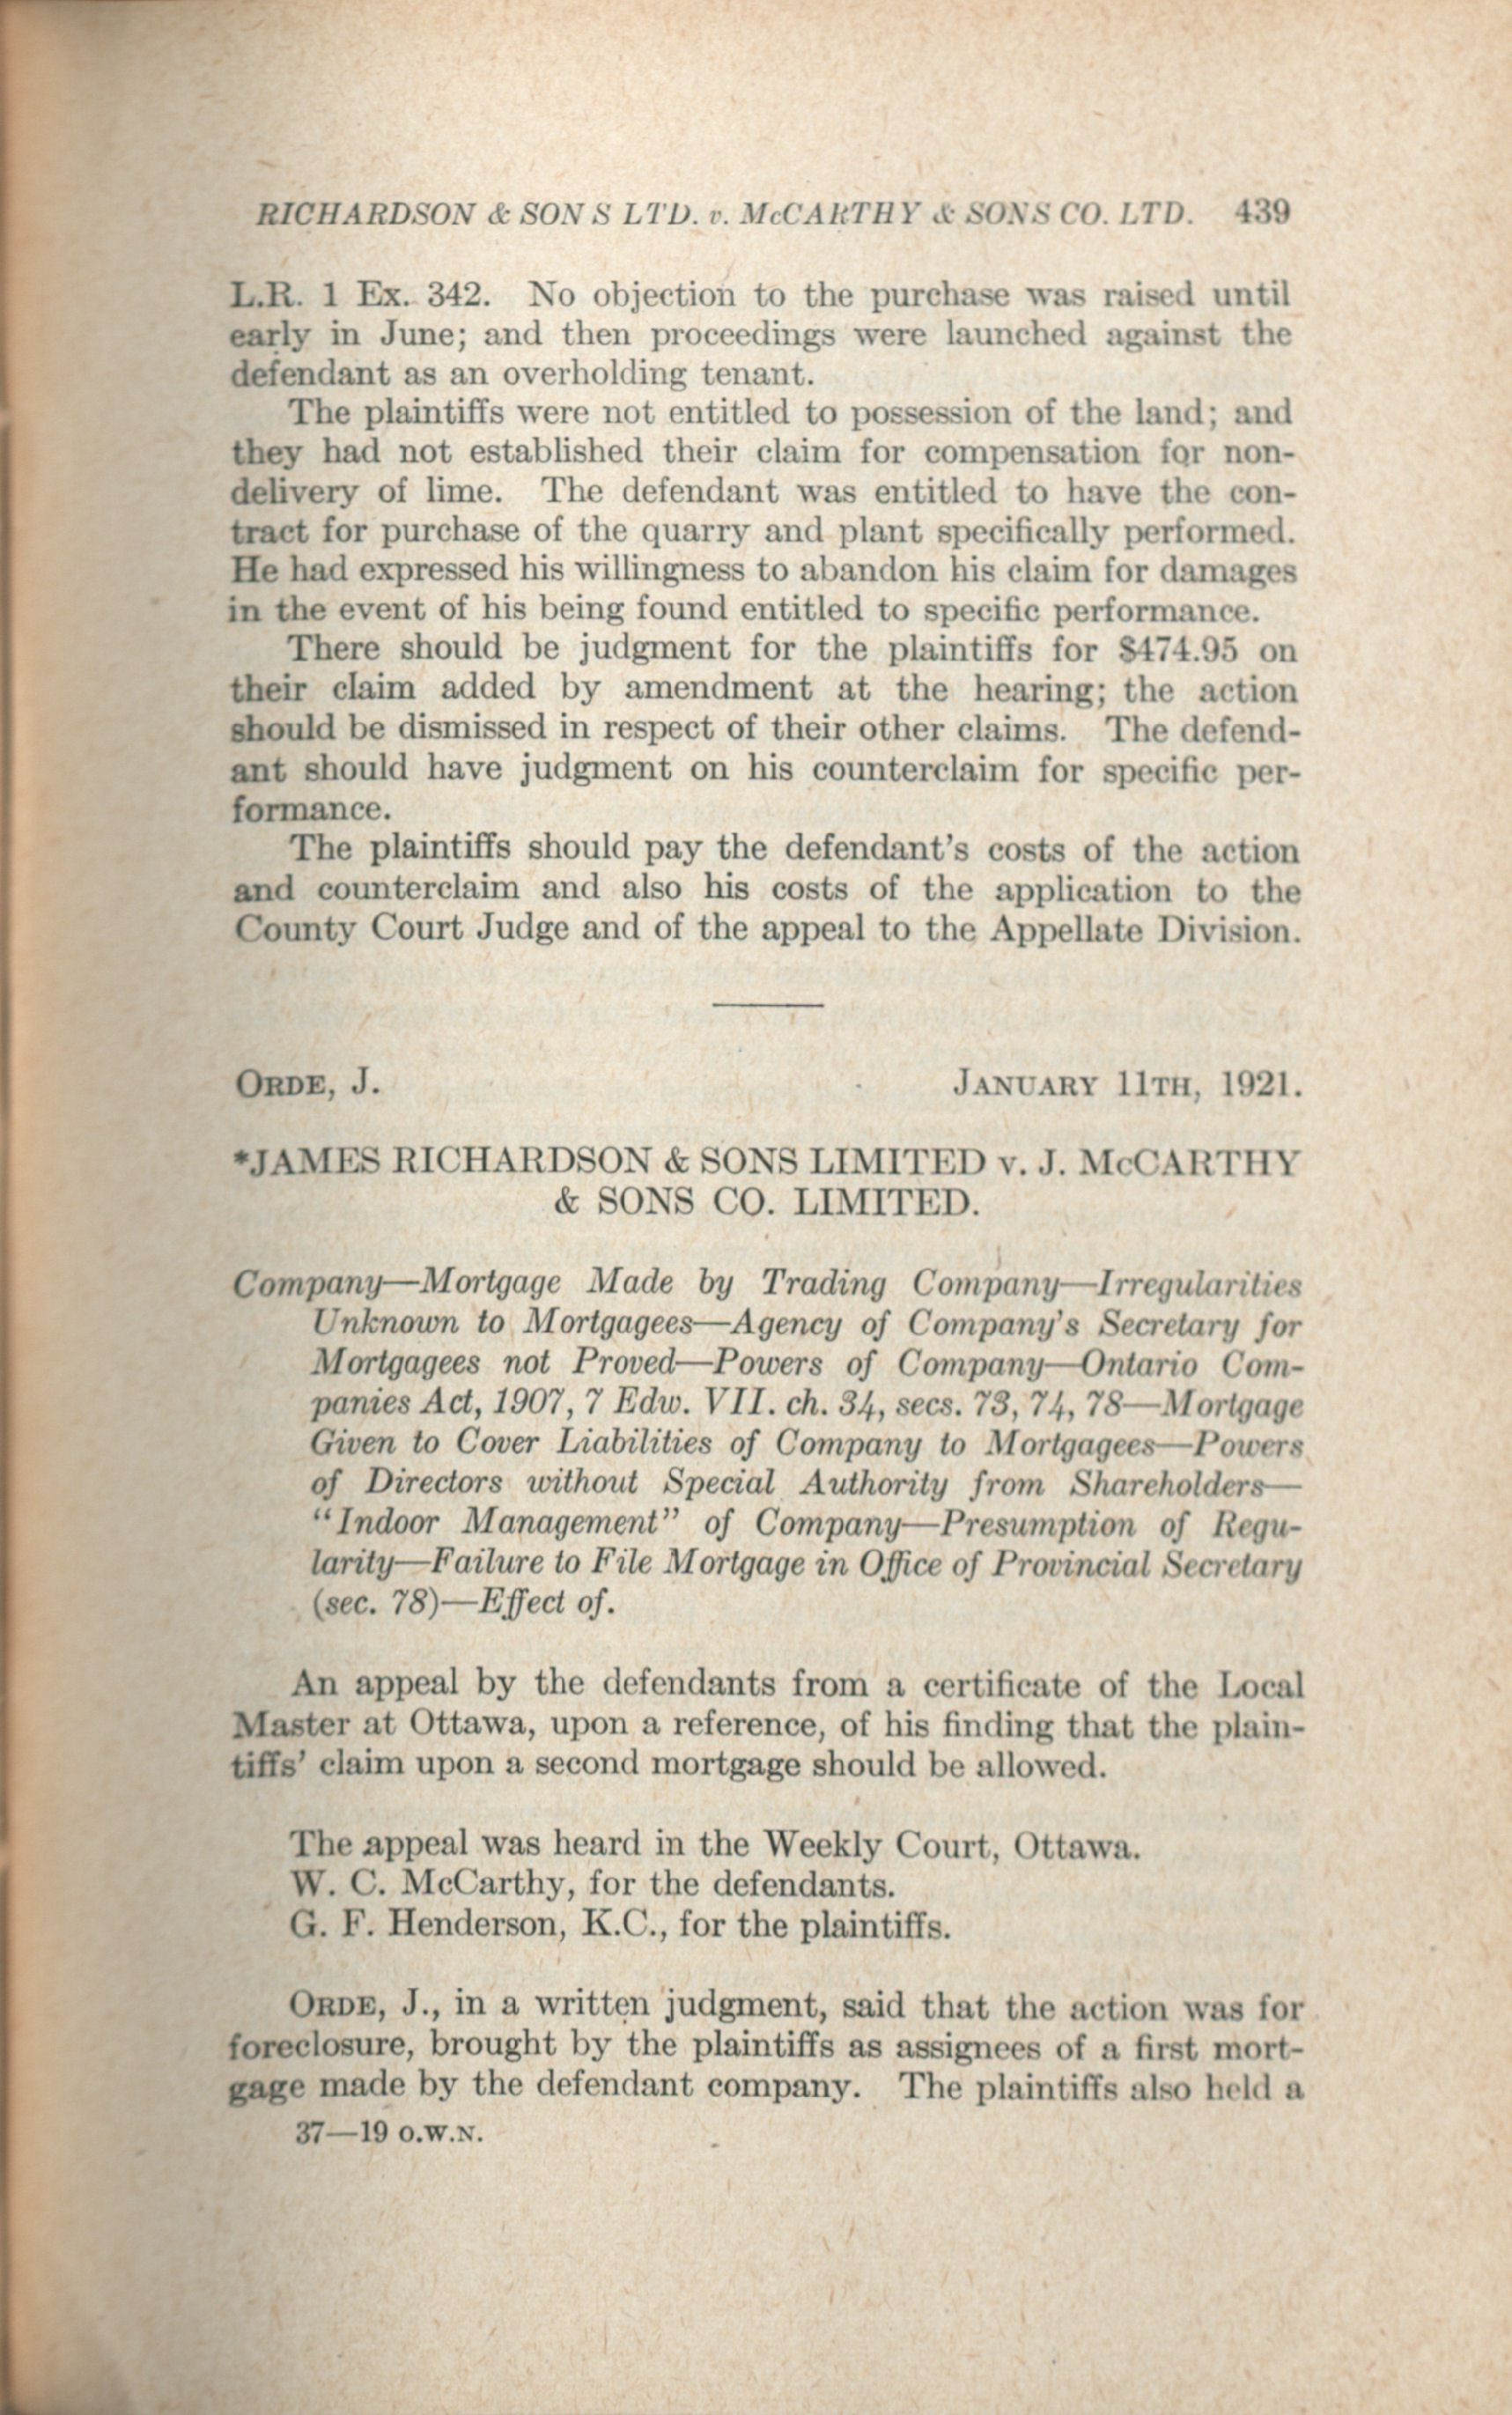 RICHARDSON & SONS LTD. v. McCARTHY & SONS CO. LTD. 439
L.R. 1 Ex. 342. No objection to the purchase was raised until
early in June; and then proceedings were launched against the
defendant as an overholding tenant.
The plaintiffs were not entitled to possession of the land; and
they had not established their claim for compensation for non-
delivery of lime. The defendant was entitled to have the con-
tract for purchase of the quarry and plant specifically performed.
He had expressed his willingness to abandon his claim for damages
in the event of his being found entitled to specific performance.
There should be judgment for the plaintiffs for $474.95 on
their claim added by amendment at the hearing; the action
should be dismissed in respect of their other claims. The defend-
ant should have judgment on his counterclaim for specific per-
formance.
The plaintiffs should pay the defendant's costs of the action
and counterclaim and also his costs of the application to the
County Court Judge and of the appeal to the Appellate Division.
ORDE, J. JANUARY 11TH, 1921.
*JAMES RICHARDSON & SONS LIMITED v. J. McCARTHY
& SONS CO. LIMITED.
Company—Mortgage Made by Trading Company—Irregularities
Unknown to Mortgagees—Agency of Company's Secretary for
Mortgagees not Proved—Powers of Company—Ontario Com-
panies Act, 1907, 7 Edw. VII. ch. 34, secs. 73, 74, 78—Mortgage
Given to Cover Liabilities of Company to Mortgagees—Powers
of Directors without Special Authority from Shareholders—
"Indoor Management" of Company—Presumption of Regu-
larity—Failure to File Mortgage in Office of Provincial Secretary
(sec. 78)—Effect of.
An appeal by the defendants from a certificate of the Local
Master at Ottawa, upon a reference, of his finding that the plain-
tiffs' claim upon a second mortgage should be allowed.
The appeal was heard in the Weekly Court, Ottawa.
W. C. McCarthy, for the defendants.
G. F. Henderson, K.C., for the plaintiffs.
ORDE, J., in a written judgment, said that the action was for
foreclosure, brought by the plaintiffs as assignees of a first mort-
gage made by the defendant company. The plaintiffs also held a
37—19 O.W.N.